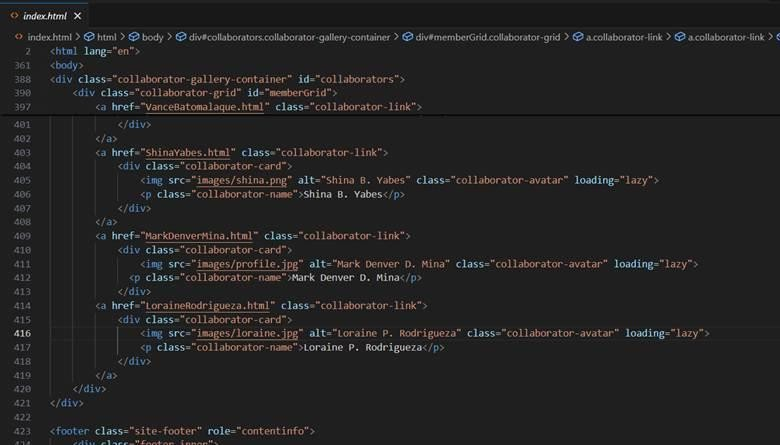 index.html
index.html > html > body > div#collaborators.collaborator-gallery-container > div#memberGrid.collaborator-grid > a.collaborator-link > a.collaborator-link
2 <html lang="en">
361 <body>
388 <div class="collaborator-gallery-container" id="collaborators">
390 <div class="collaborator-grid" id="memberGrid">
397 <a href="VanceBatomalaque.html" class="collaborator-link">
401 </div>
402 </a>
403 <a href="ShinaYabes.html" class="collaborator-link">
404 <div class="collaborator-card">
405 <img src="images/shina.png" alt="Shina B. Yabes" class="collaborator-avatar" loading="lazy">
406 <p class="collaborator-name">Shina B. Yabes</p>
407 </div>
408 </a>
409 <a href="MarkDenverMina.html" class="collaborator-link">
410 <div class="collaborator-card">
411 <img src="images/profile.jpg" alt="Mark Denver D. Mina" class="collaborator-avatar" loading="lazy">
412 <p class="collaborator-name">Mark Denver D. Mina</p>
413 </div>
414 <a href="LoraineRodrigueza.html" class="collaborator-link">
415 <div class="collaborator-card">
416 <img src="images/loraine.jpg" alt="Loraine P. Rodrigueza" class="collaborator-avatar" loading="lazy">
417 <p class="collaborator-name">Loraine P. Rodrigueza</p>
418 </div>
419 </a>
420 </div>
421 </div>
422
423 <footer class="site-footer" role="contentinfo">
424 <div class="footer-inner">